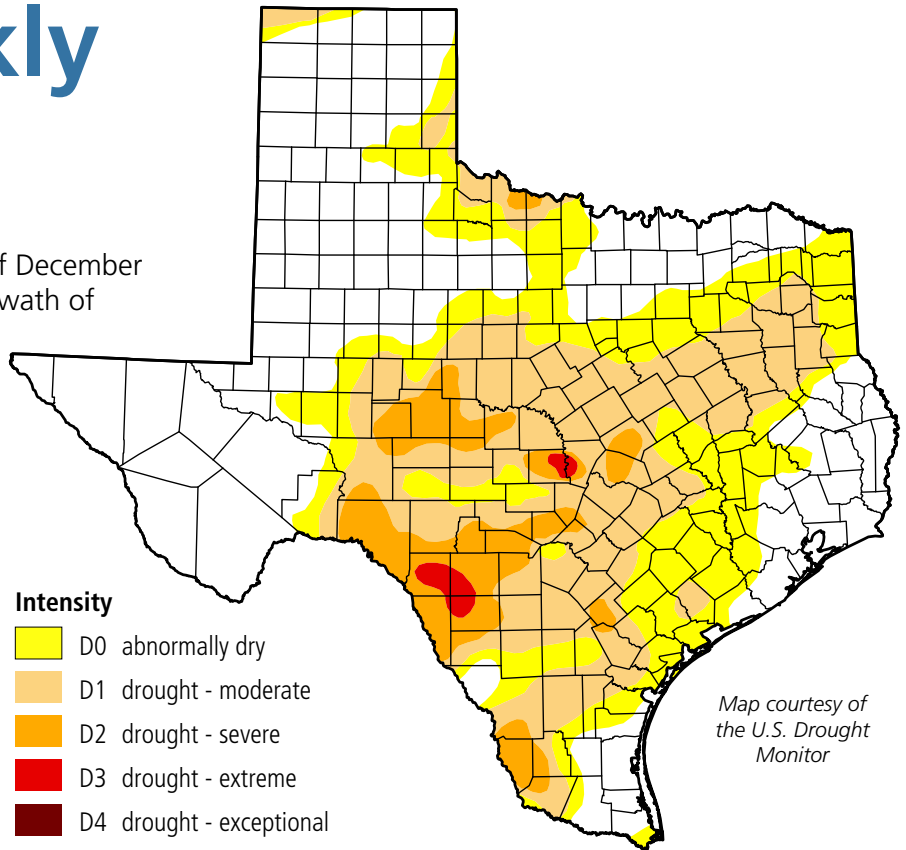 kly
f December
wath of
Intensity
D0 abnormally dry
D1 drought - moderate
D2 drought - severe
D3 drought - extreme
D4 drought - exceptional
Map courtesy of
the U.S. Drought
Monitor